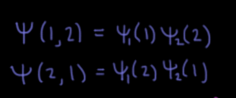 Ψ(1,2) = Ψ₁(1) Ψ₂(2)
Ψ(2,1) = Ψ₁(2) Ψ₂(1)